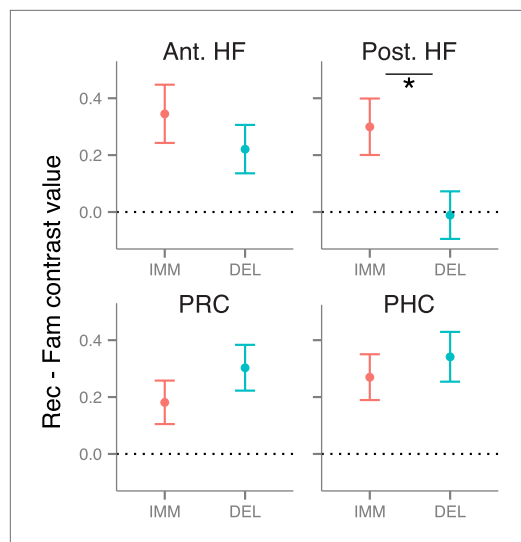 Ant. HF
Post. HF
*
Rec - Fam contrast value
0.4
0.2
0.0
IMM
DEL
IMM
DEL
PRC
PHC
0.4
0.2
0.0
IMM
DEL
IMM
DEL